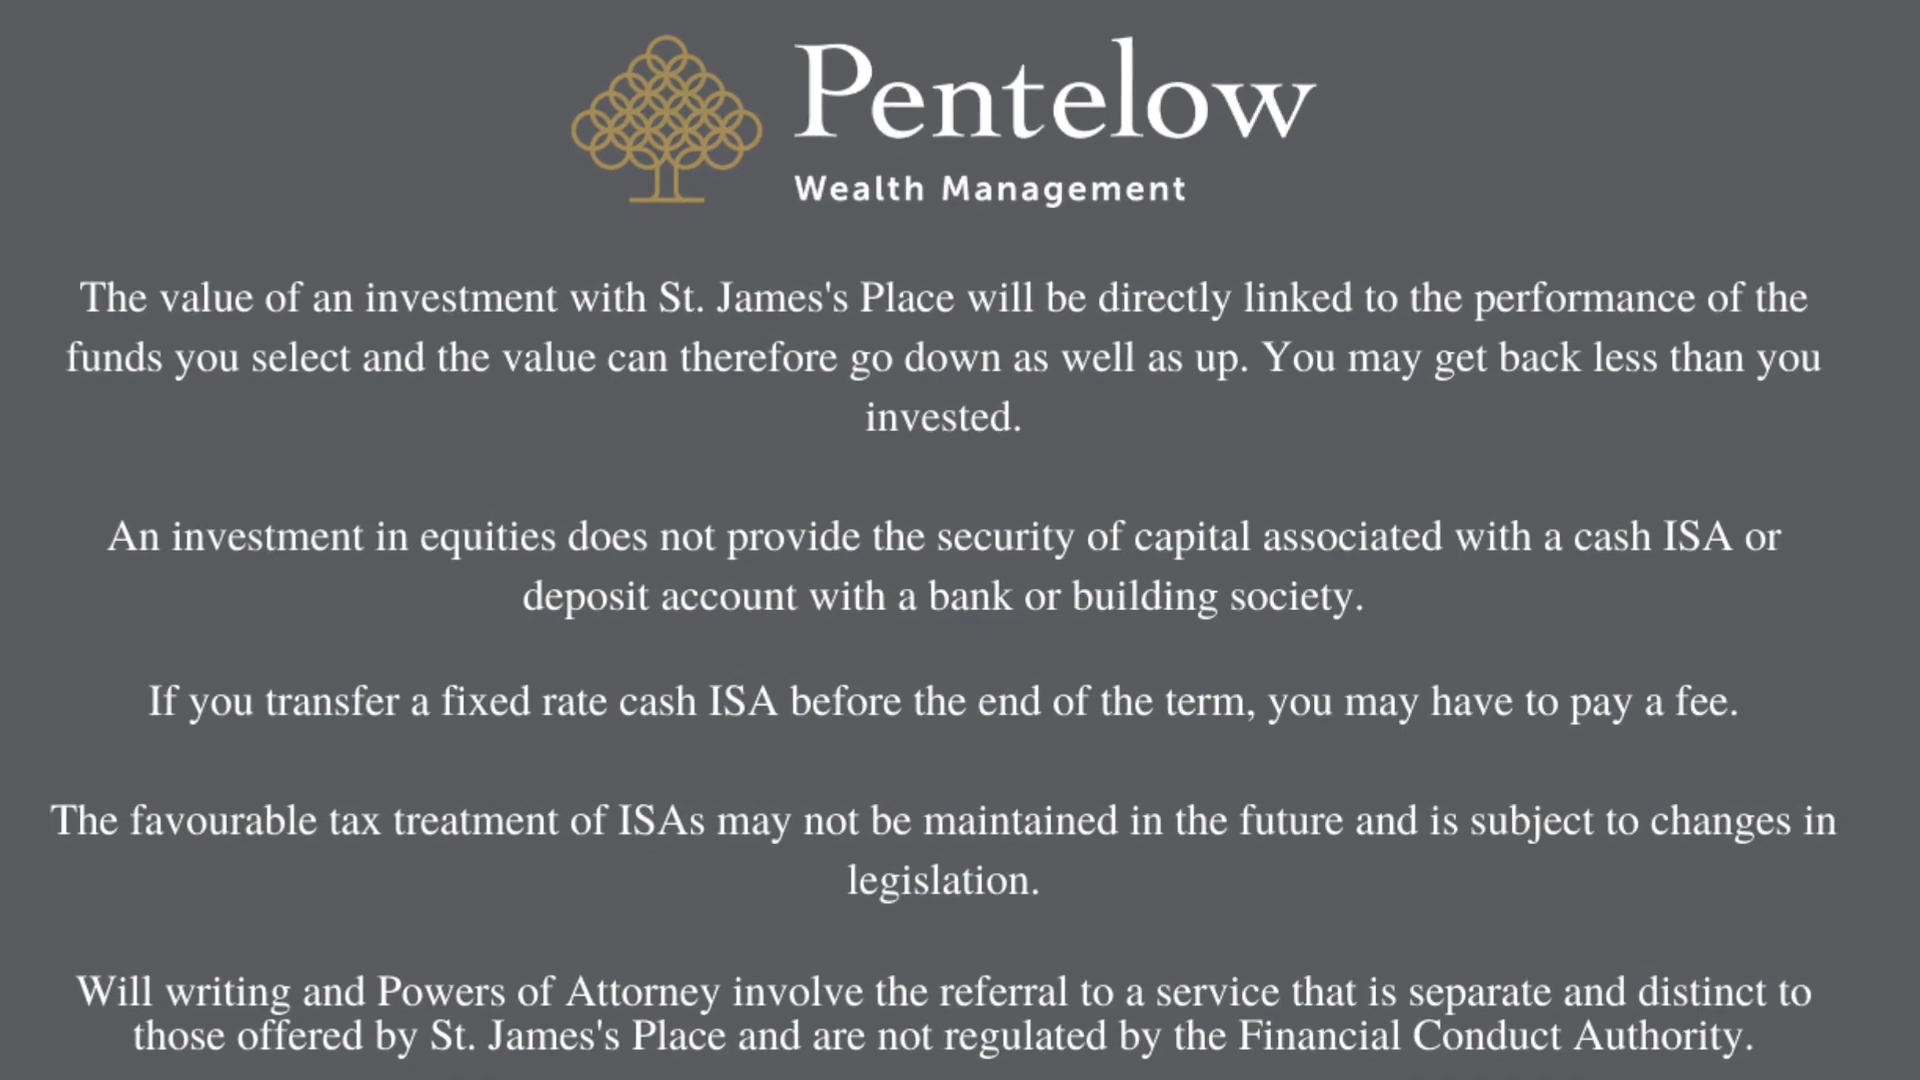 Pentelow
Wealth Management
The value of an investment with St. James's Place will be directly linked to the performance of the
funds you select and the value can therefore go down as well as up. You may get back less than you
invested.
An investment in equities does not provide the security of capital associated with a cash ISA or
deposit account with a bank or building society.
If you transfer a fixed rate cash ISA before the end of the term, you may have to pay a fee.
The favourable tax treatment of ISAs may not be maintained in the future and is subject to changes in
legislation.
Will writing and Powers of Attorney involve the referral to a service that is separate and distinct to
those offered by St. James's Place and are not regulated by the Financial Conduct Authority.